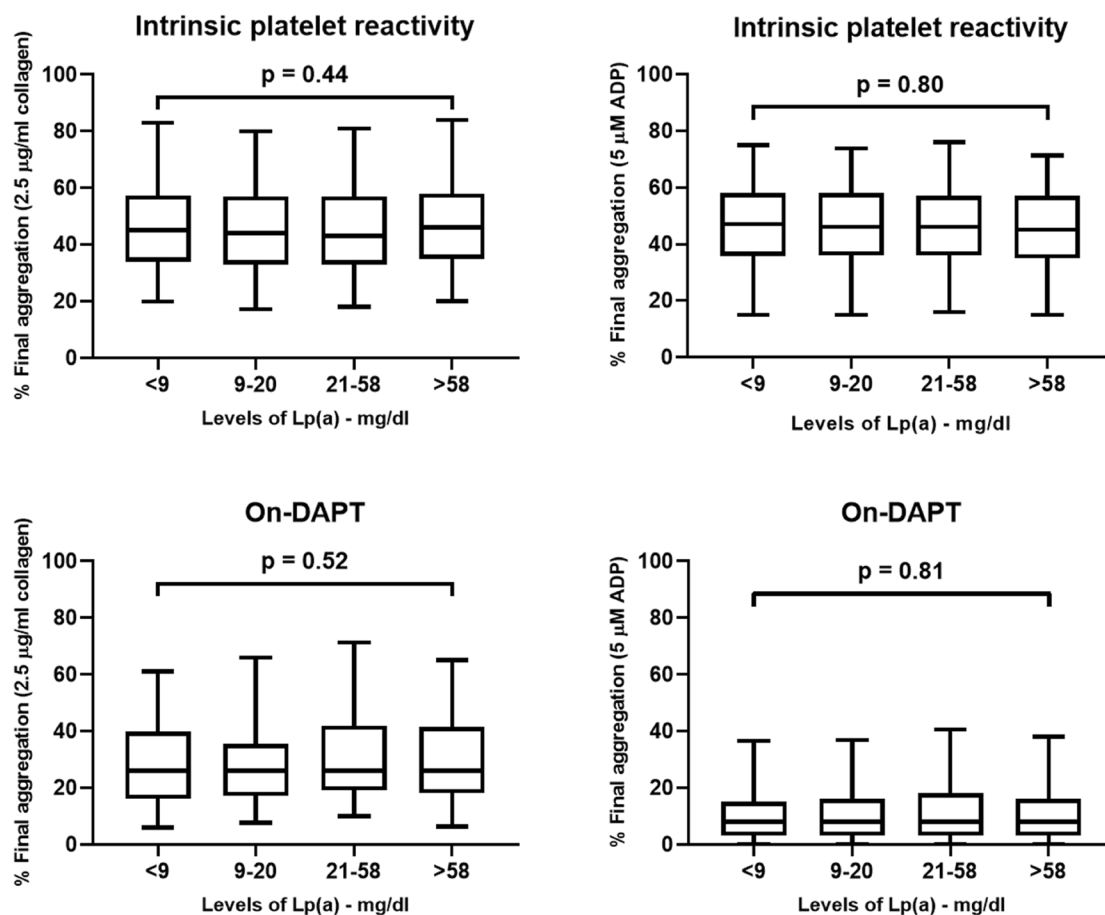 Intrinsic platelet reactivity
% Final aggregation (2.5 µg/ml collagen)
100
80
60
40
20
0
p = 0.44
<9
9-20
21-58
>58
Levels of Lp(a) - mg/dl
Intrinsic platelet reactivity
% Final aggregation (5 µM ADP)
100
80
60
40
20
0
p = 0.80
<9
9-20
21-58
>58
Levels of Lp(a) - mg/dl
On-DAPT
% Final aggregation (2.5 µg/ml collagen)
100
80
60
40
20
0
p = 0.52
<9
9-20
21-58
>58
Levels of Lp(a) - mg/dl
On-DAPT
% Final aggregation (5 µM ADP)
100
80
60
40
20
0
p = 0.81
<9
9-20
21-58
>58
Levels of Lp(a) - mg/dl